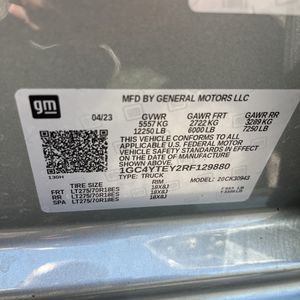 gm
MFD BY GENERAL MOTORS LLC
04/23 GVWR GAWR FRT GAWR RR
5557 KG 2722 KG 3289 KG
12250 LB 6000 LB 7250 LB
THIS VEHICLE CONFORMS TO ALL
APPLICABLE U.S. FEDERAL MOTOR
VEHICLE SAFETY STANDARDS IN
EFFECT ON THE DATE OF
MANUFACTURE SHOWN ABOVE.
1GC4YTEY2RF129880
TYPE: TRUCK MODEL: 20CK30943
TIRE SIZE RIM
FRT LT275/70R18ES 18X8J
RR LT275/70R18ES 18X8J
SPA LT275/70R18ES 18X8J